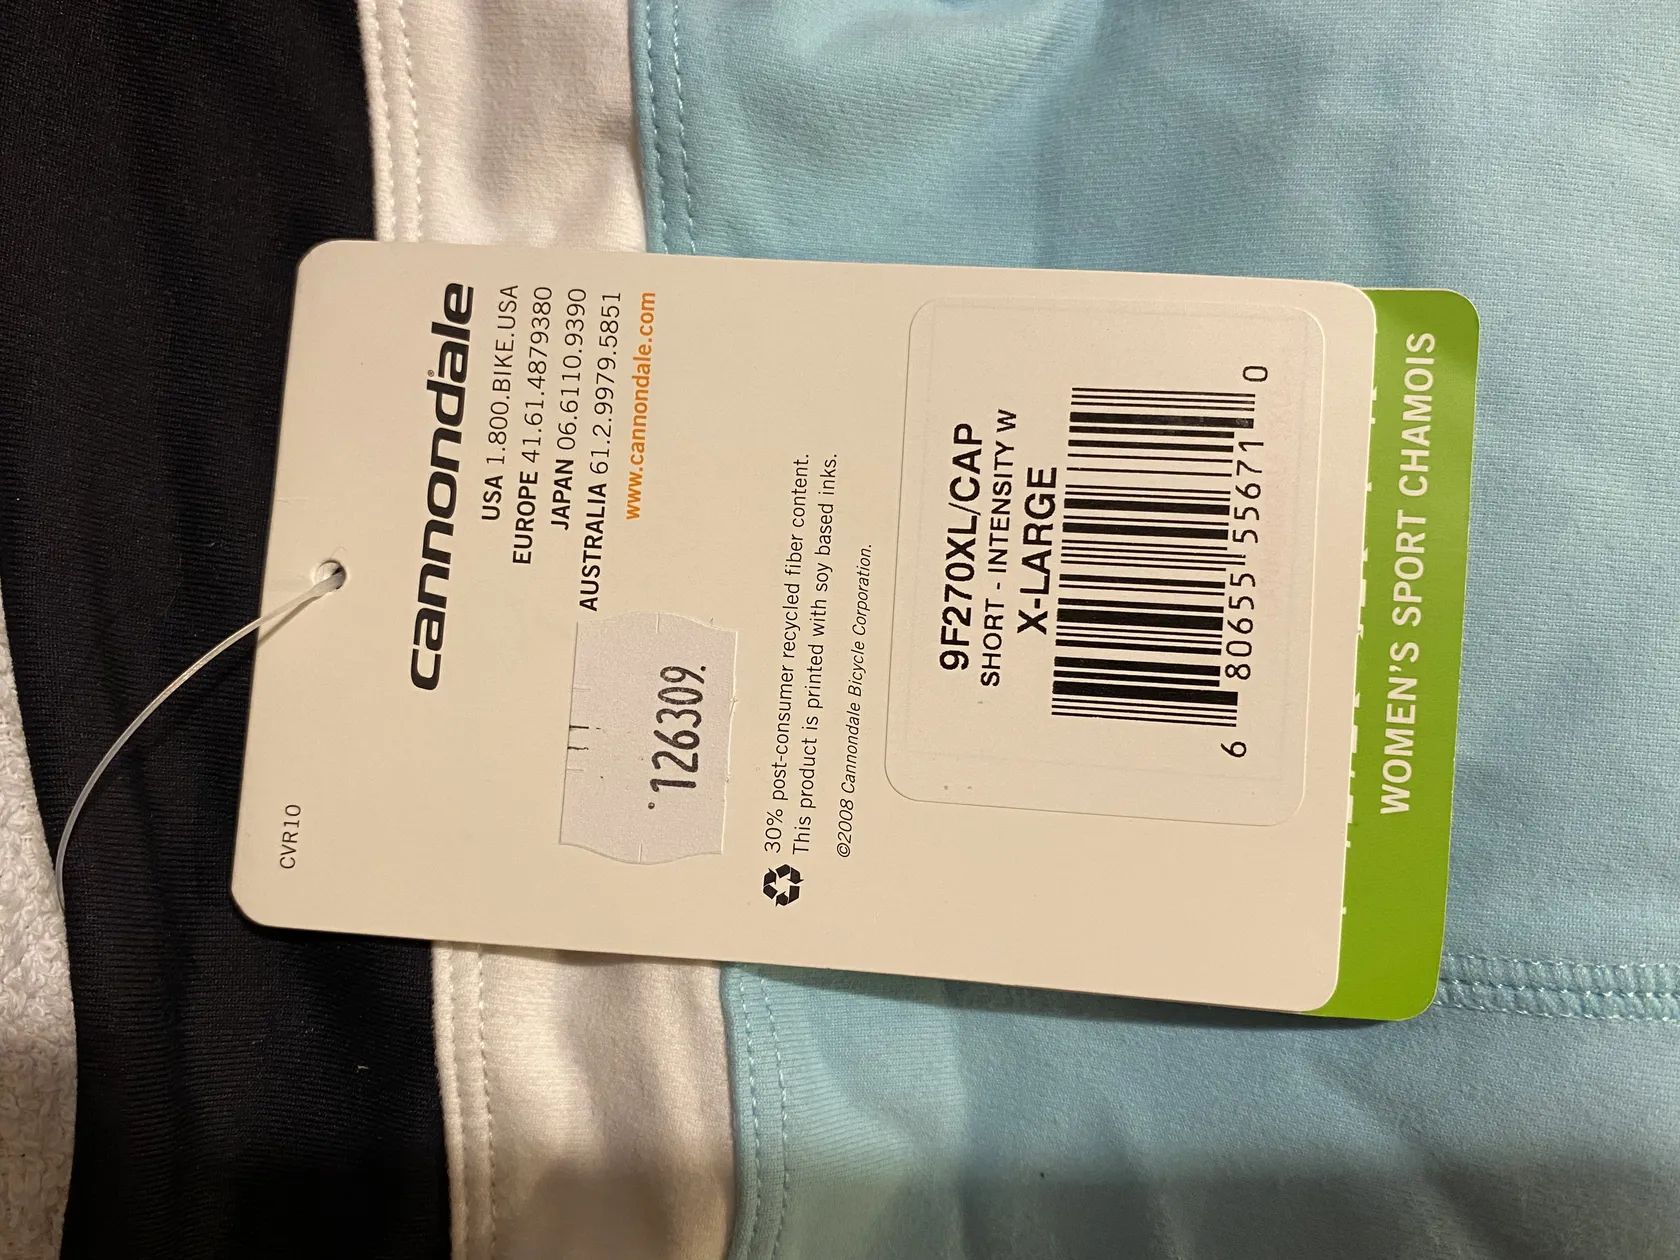 CVR10
cannondale®
USA 1.800.BIKE.USA
EUROPE 41.61.4879380
JAPAN 06.6110.9390
AUSTRALIA 61.2.9979.5851
www.cannondale.com
126309.
30% post-consumer recycled fiber content.
This product is printed with soy based inks.
©2008 Cannondale Bicycle Corporation.
9F270XL/CAP
SHORT - INTENSITY W
X-LARGE
6 80655 55671 0
WOMEN'S SPORT CHAMOIS